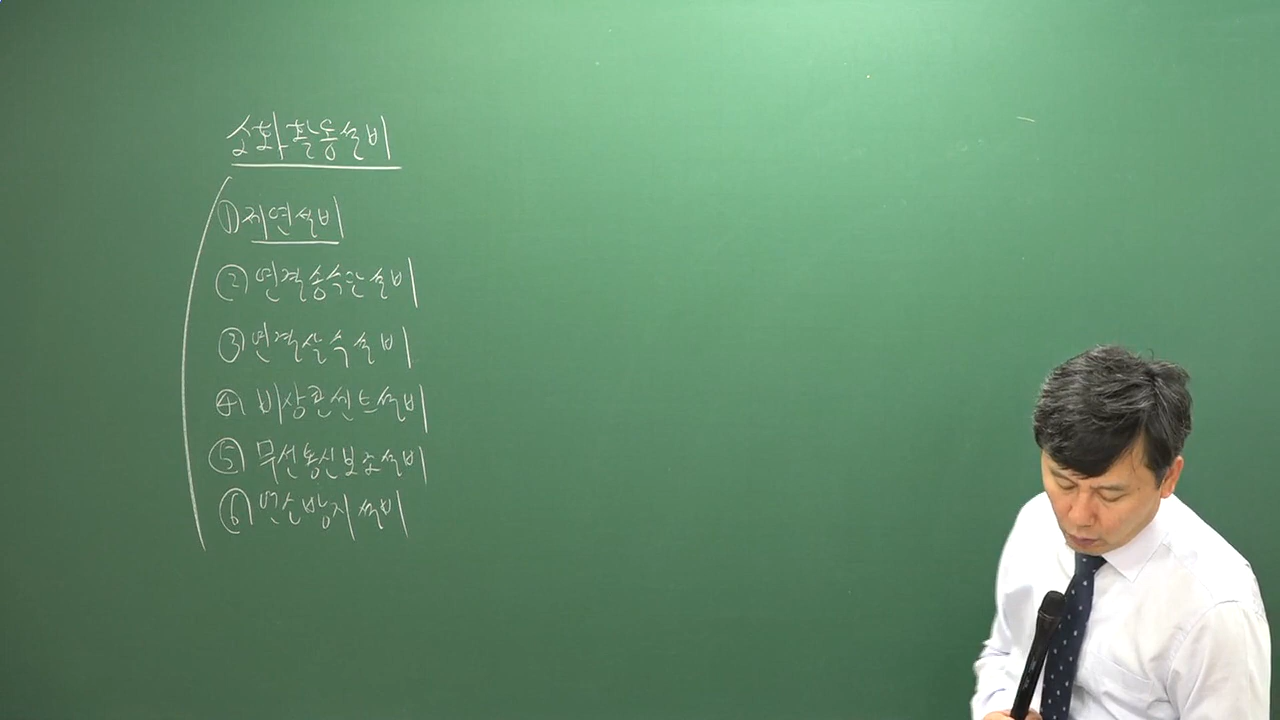 소화활동설비
① 제연설비
② 연결송수관설비
③ 연결살수설비
④ 비상콘센트설비
⑤ 무선통신보조설비
⑥ 연소방지설비